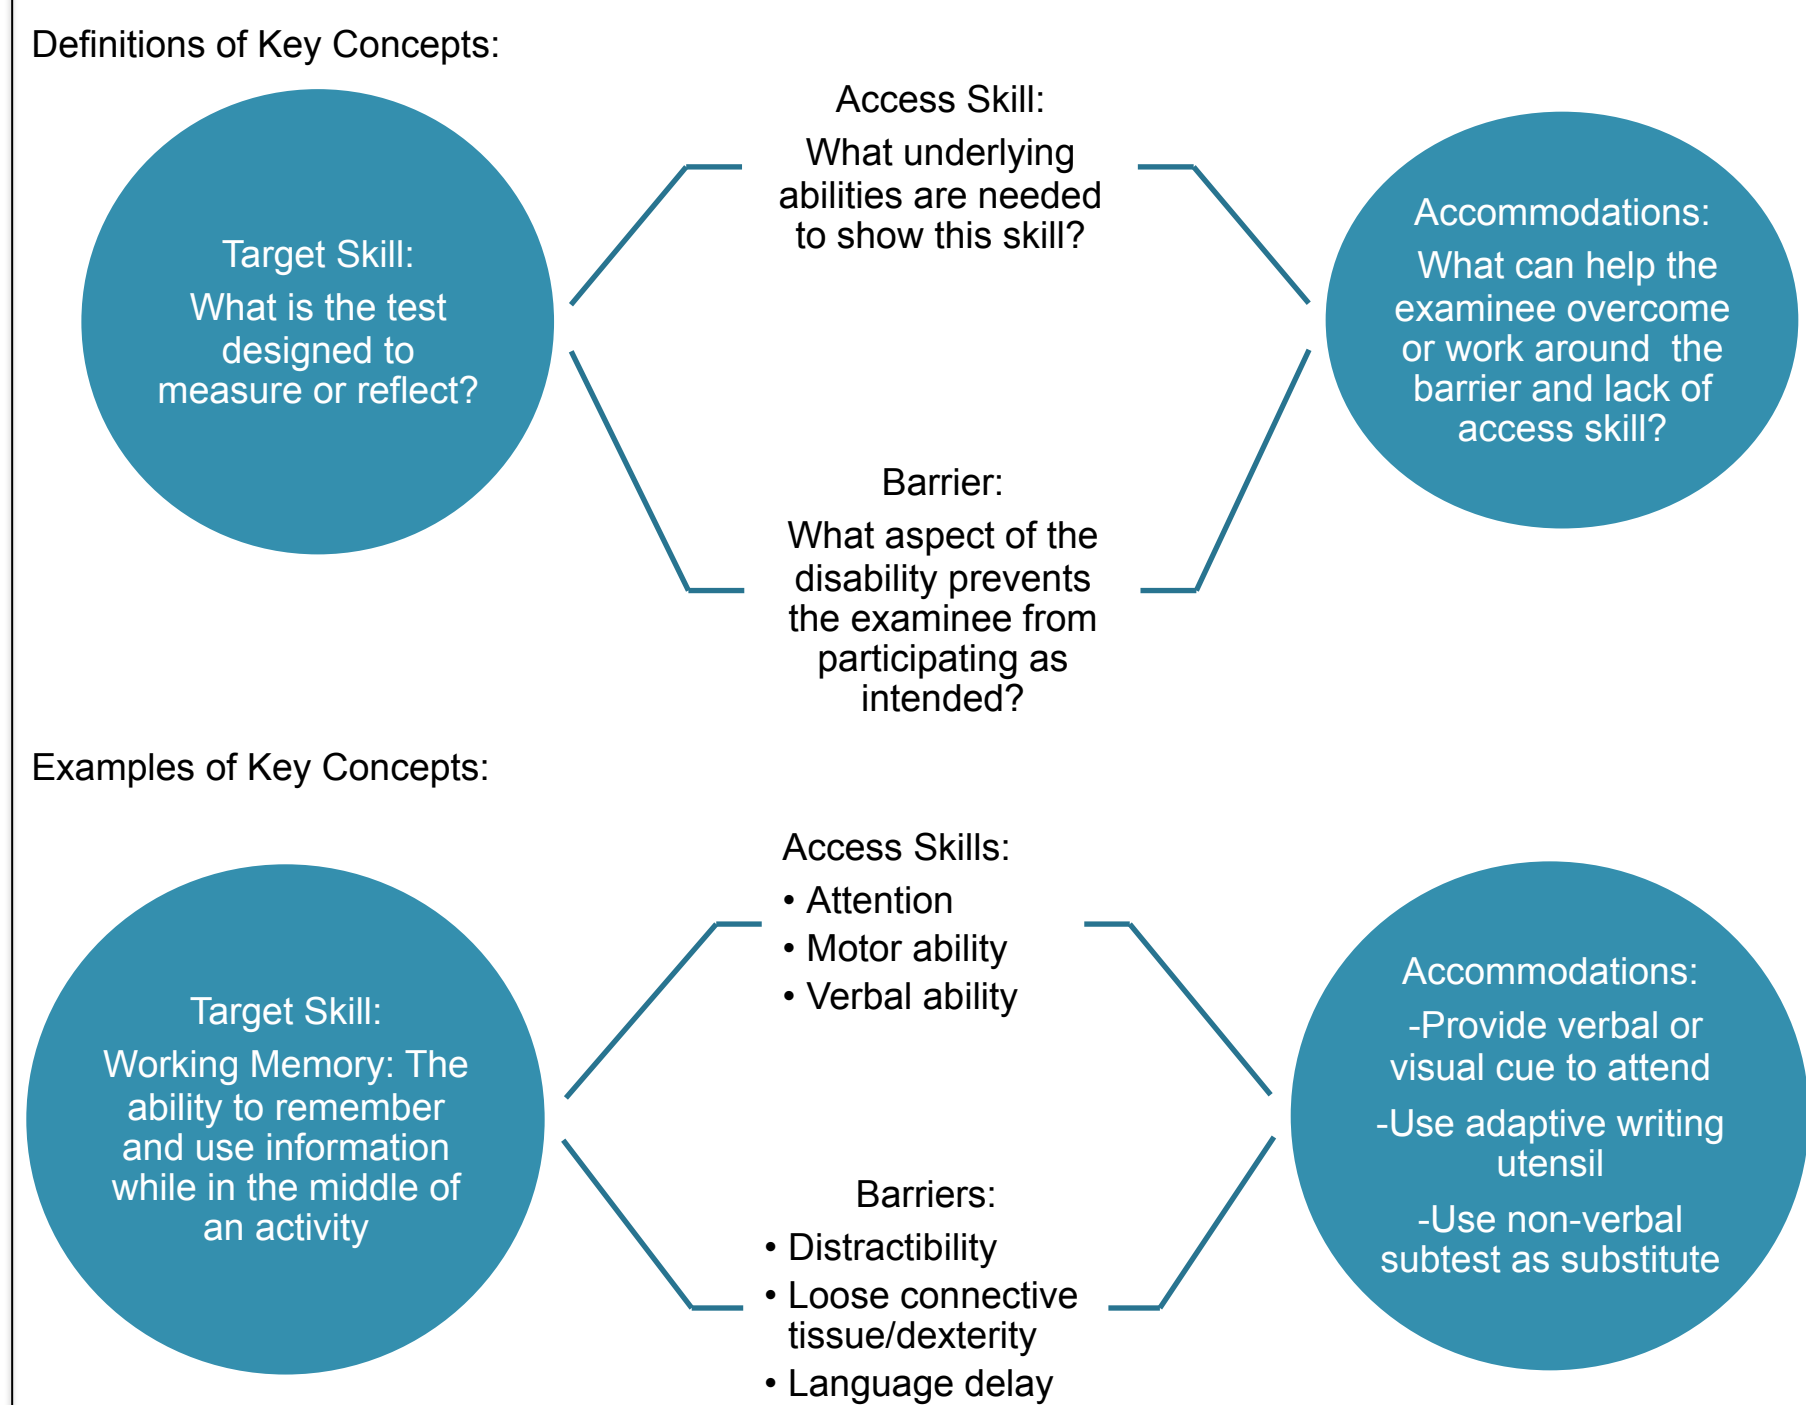 Definitions of Key Concepts:
Target Skill:
What is the test
designed to
measure or reflect?
Access Skill:
What underlying
abilities are needed
to show this skill?
Barrier:
What aspect of the
disability prevents
the examinee from
participating as
intended?
Accommodations:
What can help the
examinee overcome
or work around the
barrier and lack of
access skill?
Examples of Key Concepts:
Target Skill:
Working Memory: The
ability to remember
and use information
while in the middle of
an activity
Access Skills:
• Attention
• Motor ability
• Verbal ability
Barriers:
• Distractibility
• Loose connective
tissue/dexterity
• Language delay
Accommodations:
-Provide verbal or
visual cue to attend
-Use adaptive writing
utensil
-Use non-verbal
subtest as substitute